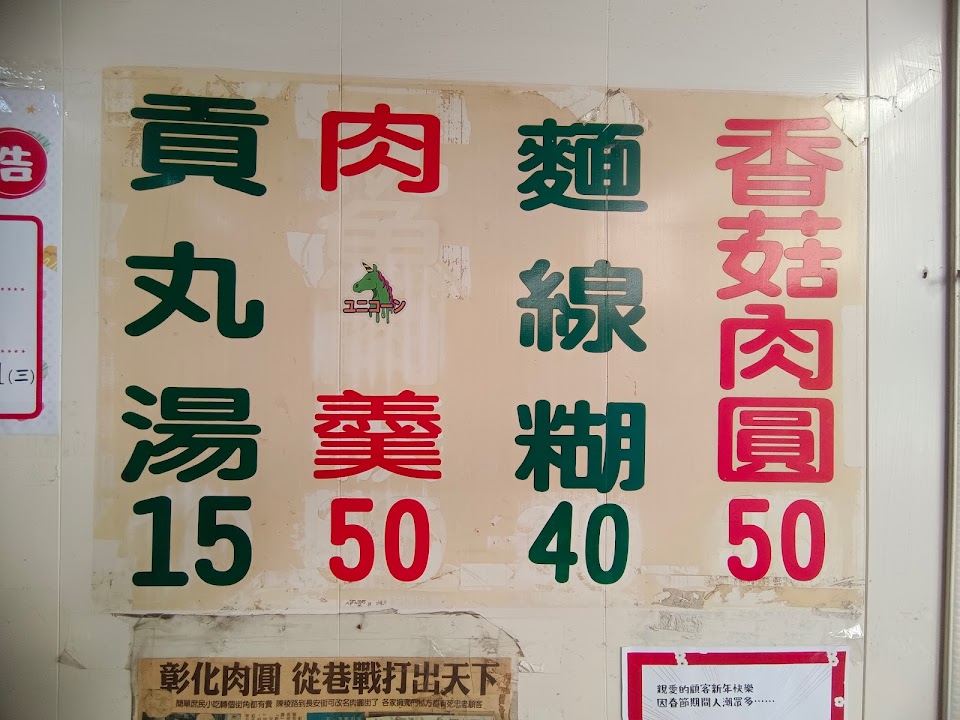 香菇肉圓
50
麵線糊
40
肉羹
50
貢丸湯
15
ユニコーン
告
(三)
彰化肉圓 從巷戰打出天下
親愛的顧客新年快樂
因春節期間人潮眾多⋯⋯